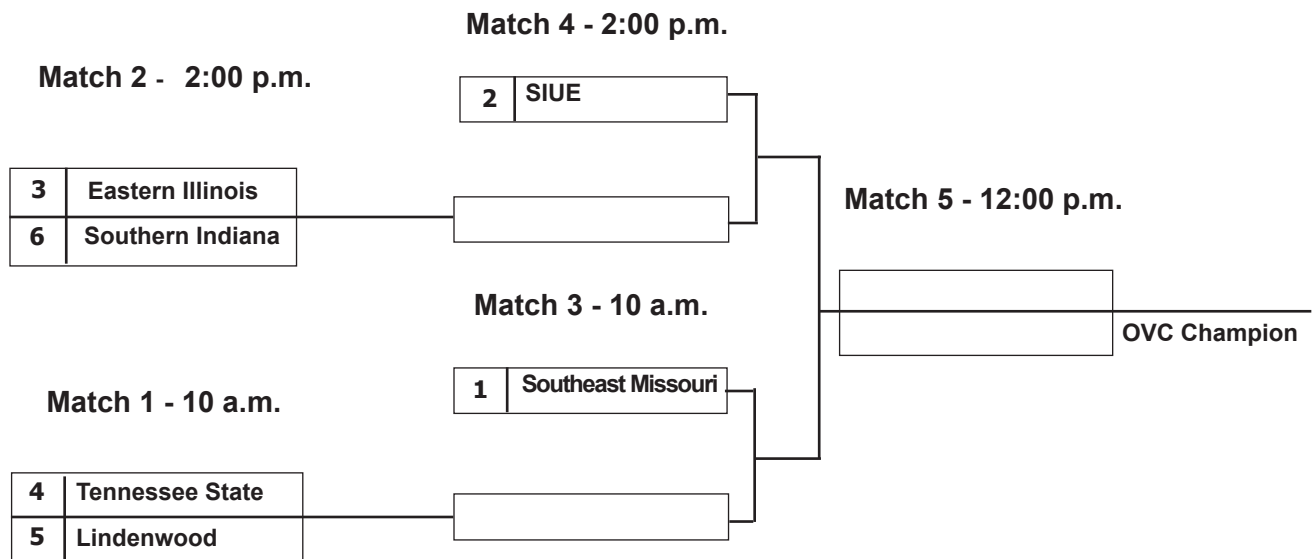 Match 4 - 2:00 p.m.
Match 2 - 2:00 p.m.
2 SIUE
3 Eastern Illinois
6 Southern Indiana
Match 5 - 12:00 p.m.
Match 3 - 10 a.m.
OVC Champion
1 Southeast Missouri
Match 1 - 10 a.m.
4 Tennessee State
5 Lindenwood